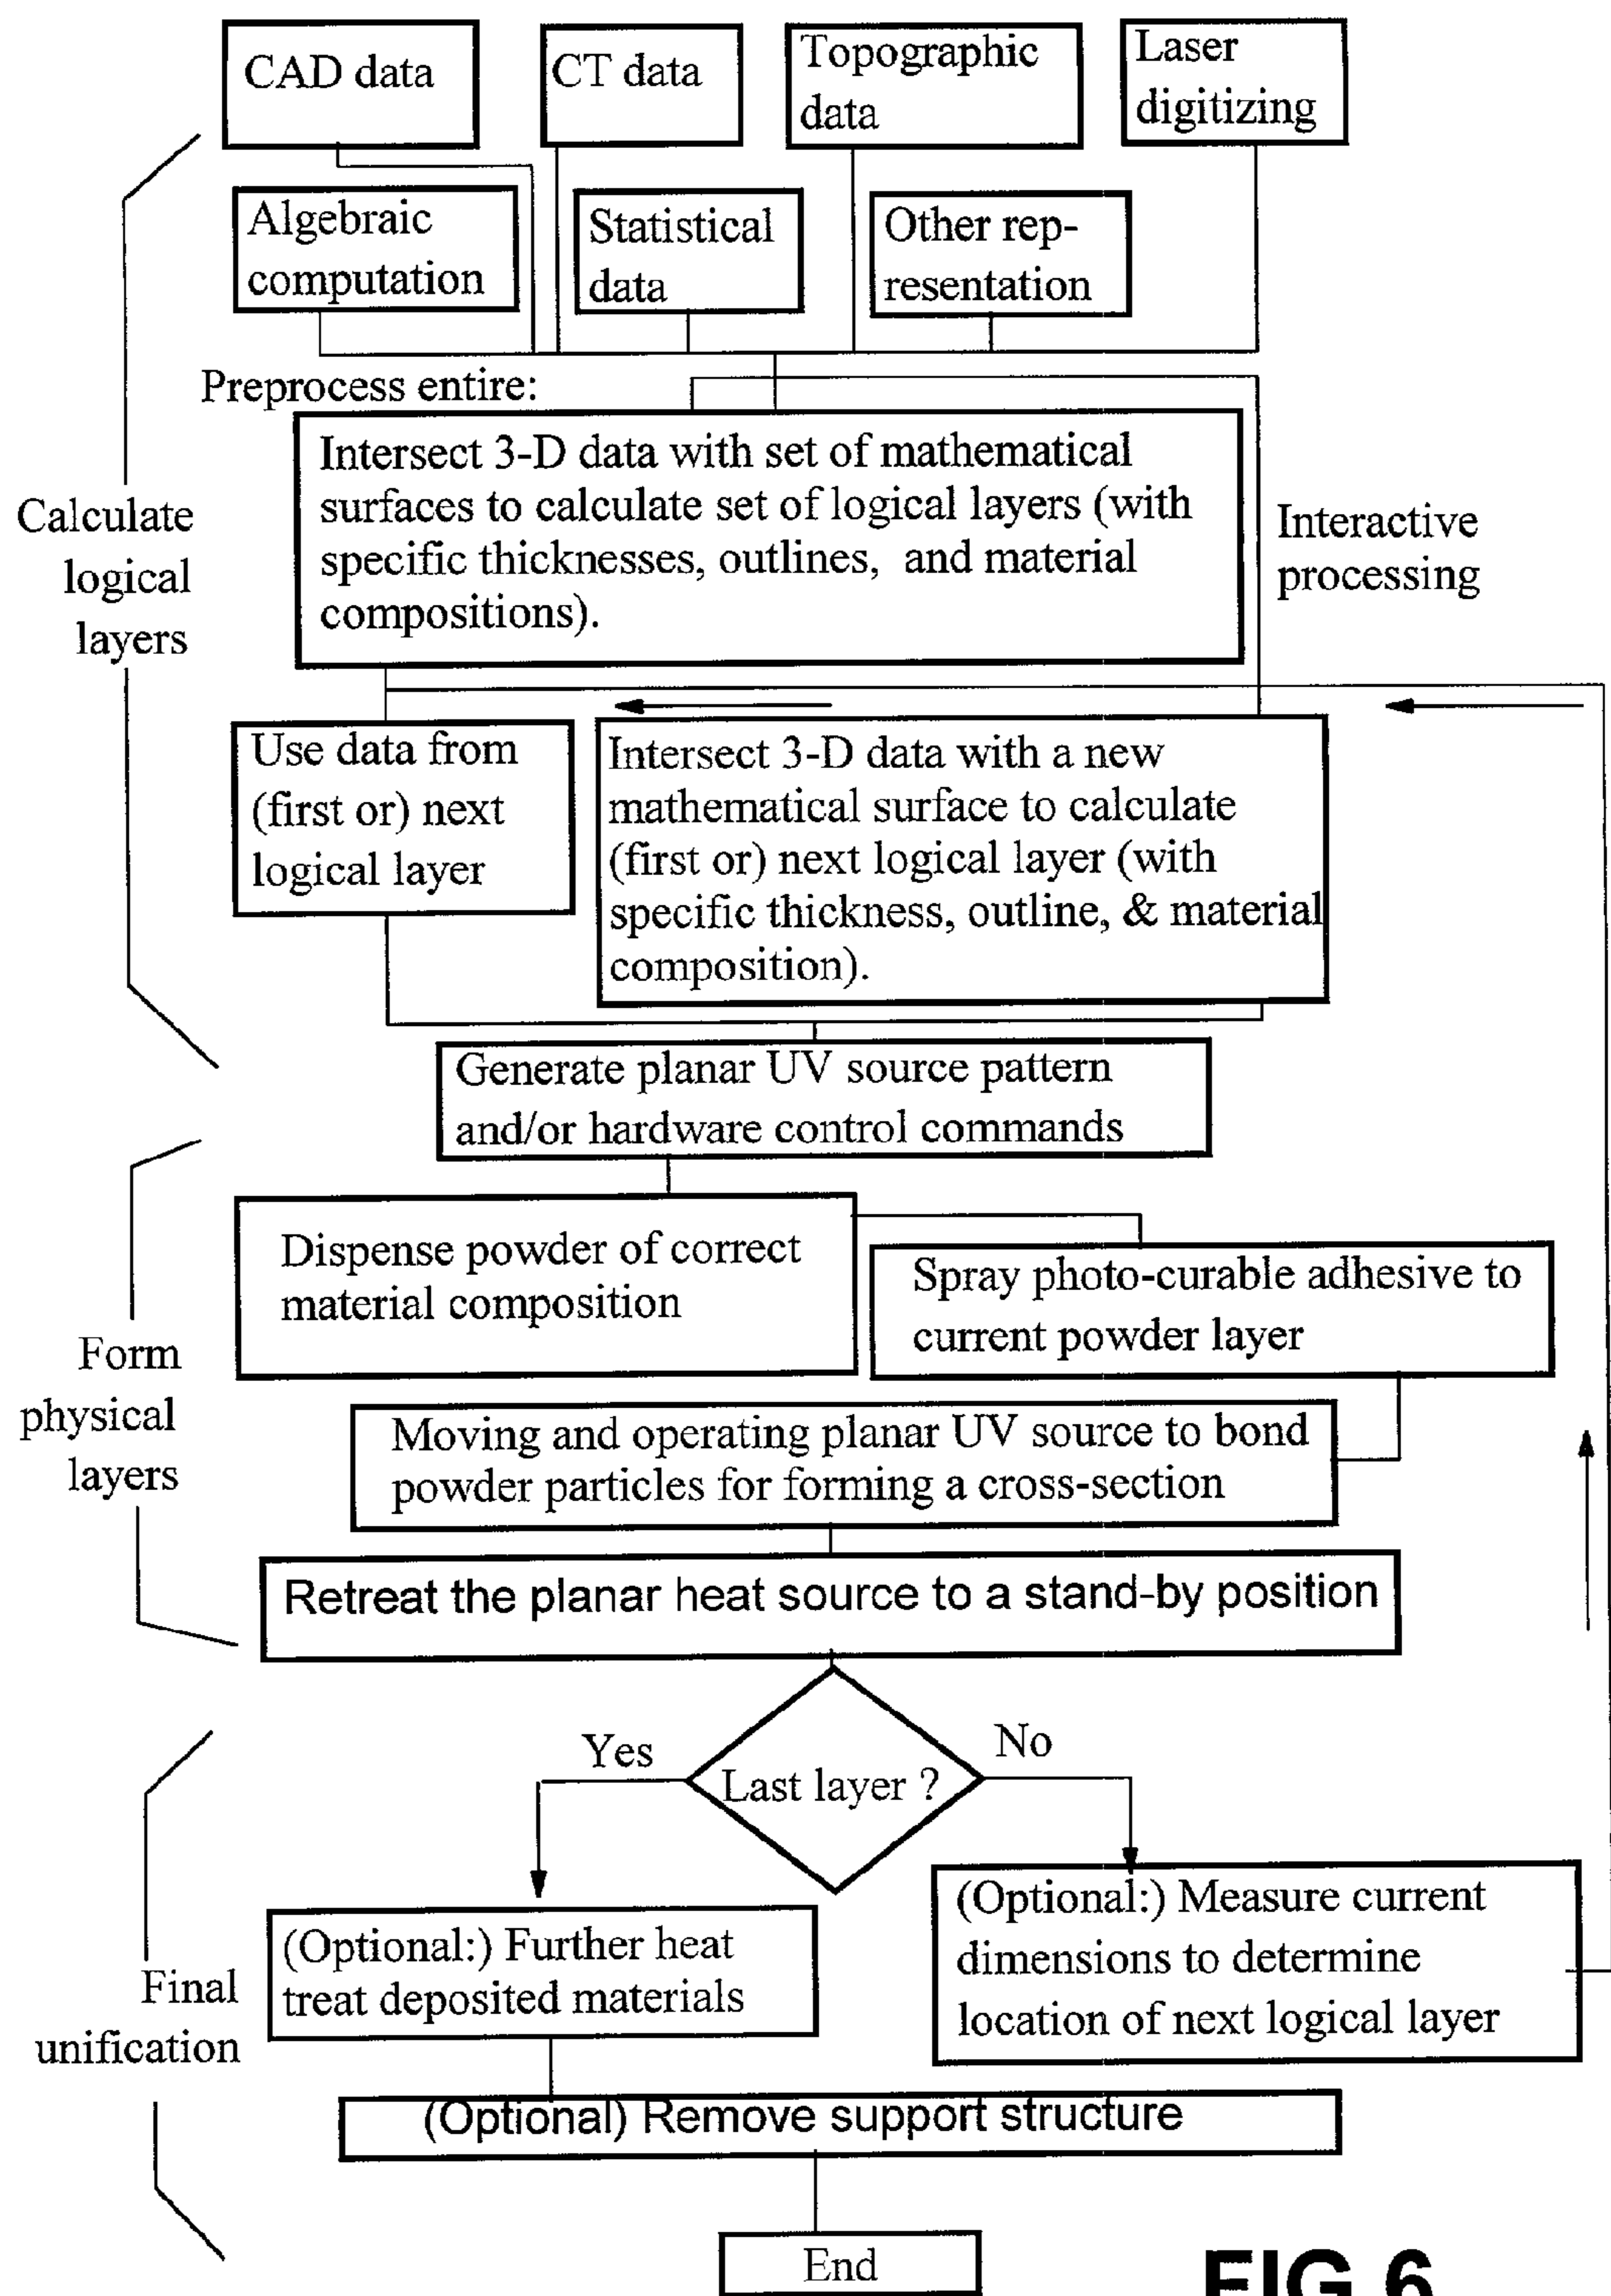 CAD data
CT data
Topographic
data
Laser
digitizing
Algebraic
computation
Statistical
data
Other rep-
resentation
Preprocess entire:
Intersect 3-D data with set of mathematical
surfaces to calculate set of logical layers (with
specific thicknesses, outlines, and material
compositions).
Calculate
logical
layers
Interactive
processing
Use data from
(first or) next
logical layer
Intersect 3-D data with a new
mathematical surface to calculate
(first or) next logical layer (with
specific thickness, outline, & material
composition).
Generate planar UV source pattern
and/or hardware control commands
Dispense powder of correct
material composition
Spray photo-curable adhesive to
current powder layer
Form
physical
layers
Moving and operating planar UV source to bond
powder particles for forming a cross-section
Retreat the planar heat source to a stand-by position
Yes
No
Last layer ?
(Optional:) Further heat
treat deposited materials
(Optional:) Measure current
dimensions to determine
location of next logical layer
Final
unification
(Optional) Remove support structure
End
FIG.6